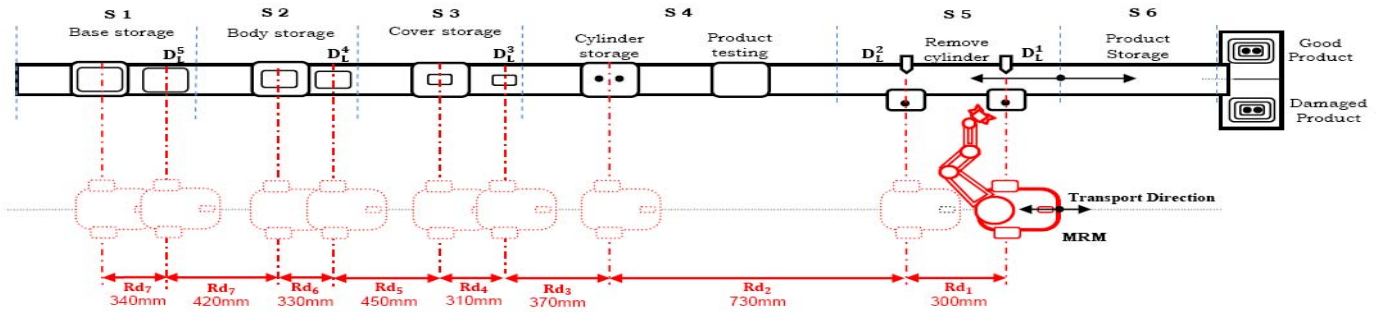 S 1
S 2
S 3
S 4
S 5
S 6
Base storage
Body storage
Cover storage
Cylinder
storage
Product
testing
Remove
cylinder
Product
Storage
Good
Product
Damaged
Product
D_L^5
D_L^4
D_L^3
D_L^2
D_L^1
Transport Direction
MRM
Rd₇
340mm
Rd₇
420mm
Rd₆
330mm
Rd₅
450mm
Rd₄
310mm
Rd₃
370mm
Rd₂
730mm
Rd₁
300mm